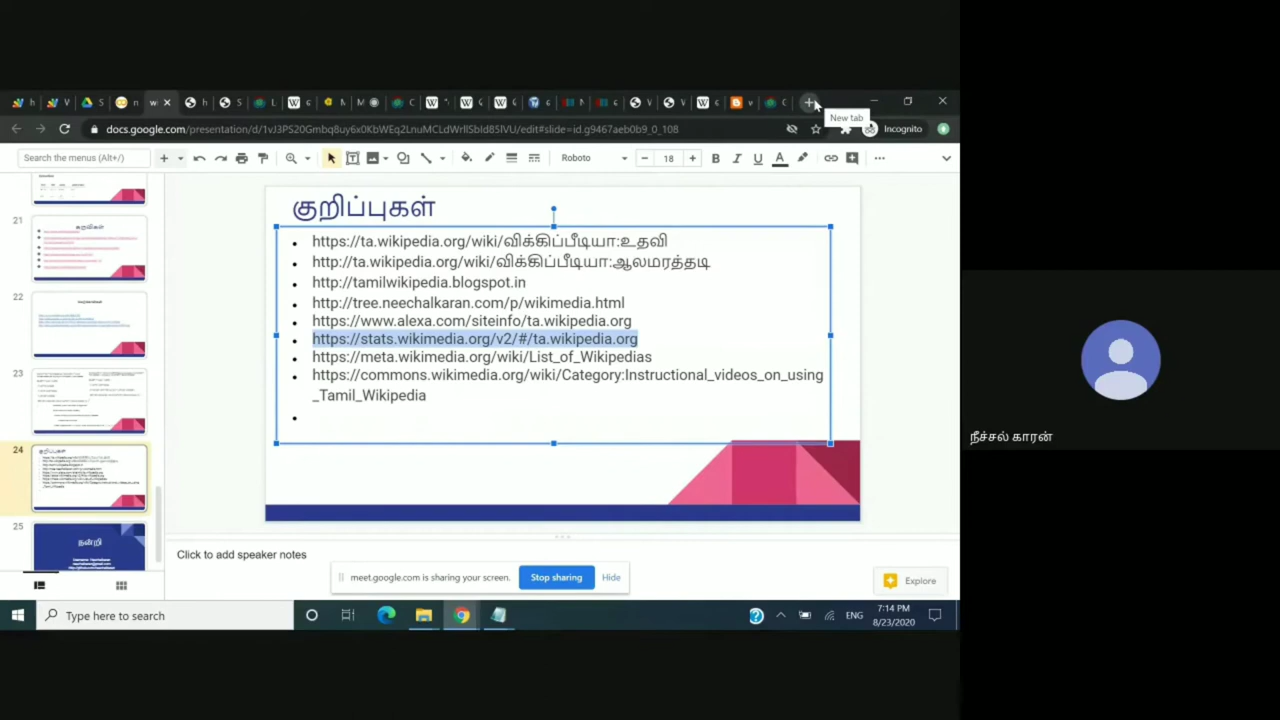 New tab
docs.google.com/presentation/d/1vJ3PS20Gmbq8uy6x0KbWEq2LnuMCLdWrllSbId85lVU/edit#slide=id.g9467aeb0b9_0_108
Incognito
Search the menus (Alt+/)
Roboto
18
குறிப்புகள்
https://ta.wikipedia.org/wiki/விக்கிப்பீடியா:உதவி
http://ta.wikipedia.org/wiki/விக்கிப்பீடியா:ஆலமரத்தடி
http://tamilwikipedia.blogspot.in
http://tree.neechalkaran.com/p/wikimedia.html
https://www.alexa.com/siteinfo/ta.wikipedia.org
https://stats.wikimedia.org/v2/#/ta.wikipedia.org
https://meta.wikimedia.org/wiki/List_of_Wikipedias
https://commons.wikimedia.org/wiki/Category:Instructional_videos_on_using
_Tamil_Wikipedia
21
22
23
24
குறிப்புகள்
25
நன்றி
Click to add speaker notes
meet.google.com is sharing your screen.
Stop sharing
Hide
Explore
Type here to search
ENG
7:14 PM
8/23/2020
நீச்சல் காரன்